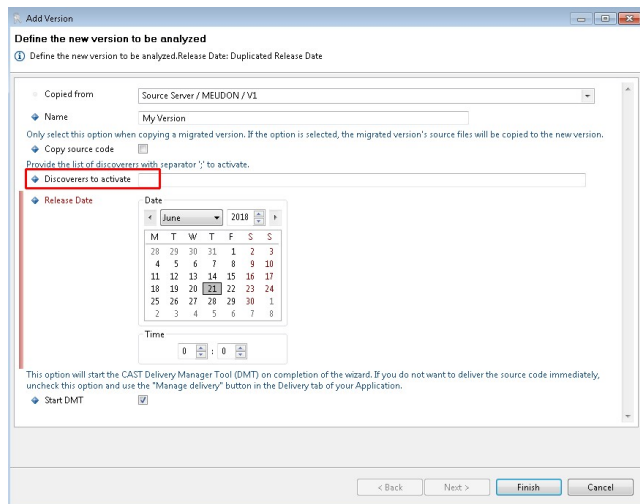 Add Version
Define the new version to be analyzed
Define the new version to be analyzed.Release Date: Duplicated Release Date
Copied from Source Server / MEUDON / V1
Name My Version
Only select this option when copying a migrated version. If the option is selected, the migrated version's source files will be copied to the new version.
Copy source code
Provide the list of discoverers with separator ';' to activate.
Discoverers to activate
Release Date
Date
June 2018
M T W T F S S
28 29 30 31 1 2 3
4 5 6 7 8 9 10
11 12 13 14 15 16 17
18 19 20 21 22 23 24
25 26 27 28 29 30 1
2 3 4 5 6 7 8
Time
0 : 0
This option will start the CAST Delivery Manager Tool (DMT) on completion of the wizard. If you do not want to deliver the source code immediately,
uncheck this option and use the "Manage delivery" button in the Delivery tab of your Application.
Start DMT
< Back Next > Finish Cancel